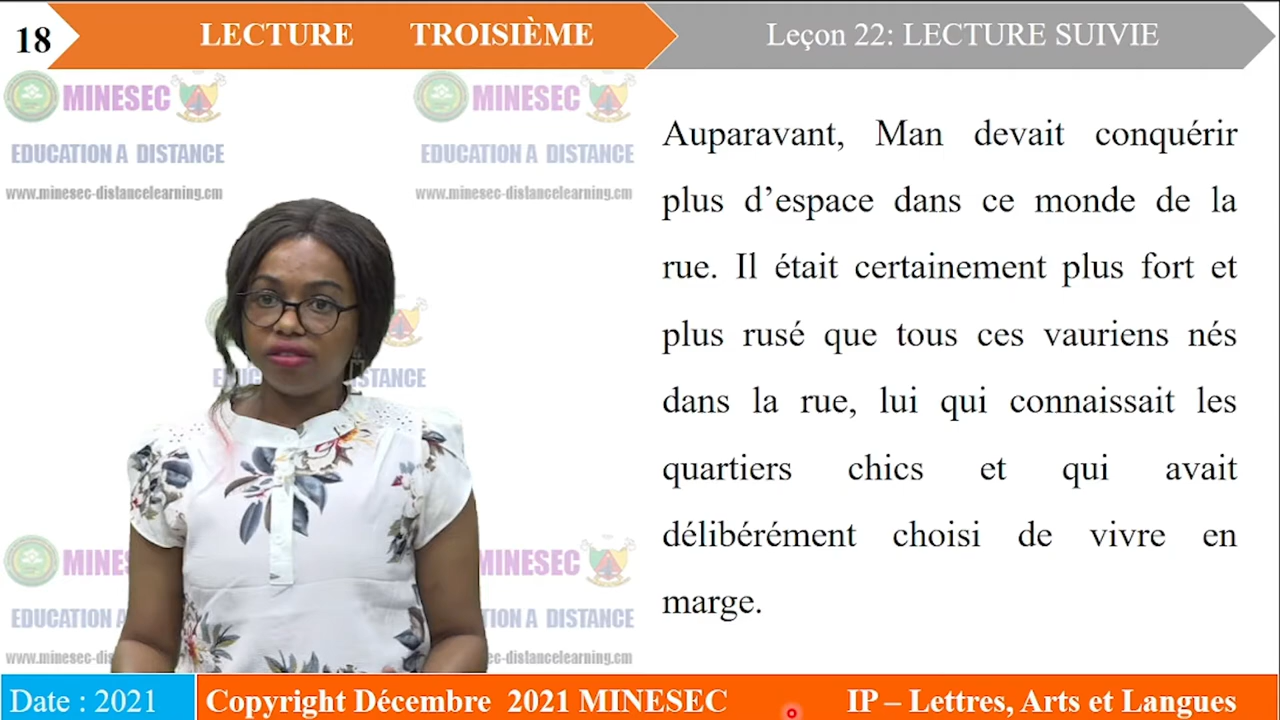 18
LECTURE TROISIÈME
Leçon 22: LECTURE SUIVIE
MINESEC
MINESEC
EDUCATION A DISTANCE
EDUCATION A DISTANCE
www.minesec-distancelearning.cm
www.minesec-distancelearning.cm
Auparavant, Man devait conquérir
plus d’espace dans ce monde de la
rue. Il était certainement plus fort et
plus rusé que tous ces vauriens nés
dans la rue, lui qui connaissait les
quartiers chics et qui avait
délibérément choisi de vivre en
marge.
MINESEC
EDUCATION
Date : 2021
Copyright Décembre 2021 MINESEC
IP – Lettres, Arts et Langues